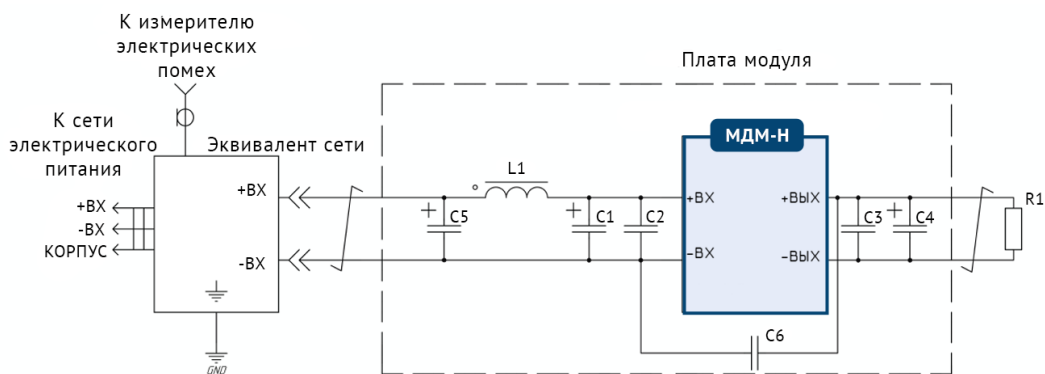 К измерителю
электрических
помех
Плата модуля
К сети
электрического
питания
Эквивалент сети
МДМ-Н
+ВХ
-ВХ
КОРПУС
+ВХ
-ВХ
L1
+
C5
+
C1
C2
+ВХ
-ВХ
+ВЫХ
-ВЫХ
C3
+
C4
R1
C6
GND